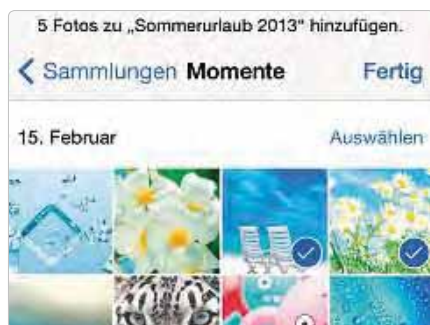 5 Fotos zu „Sommerurlaub 2013" hinzufügen.
Sammlungen Momente Fertig
15. Februar Auswählen